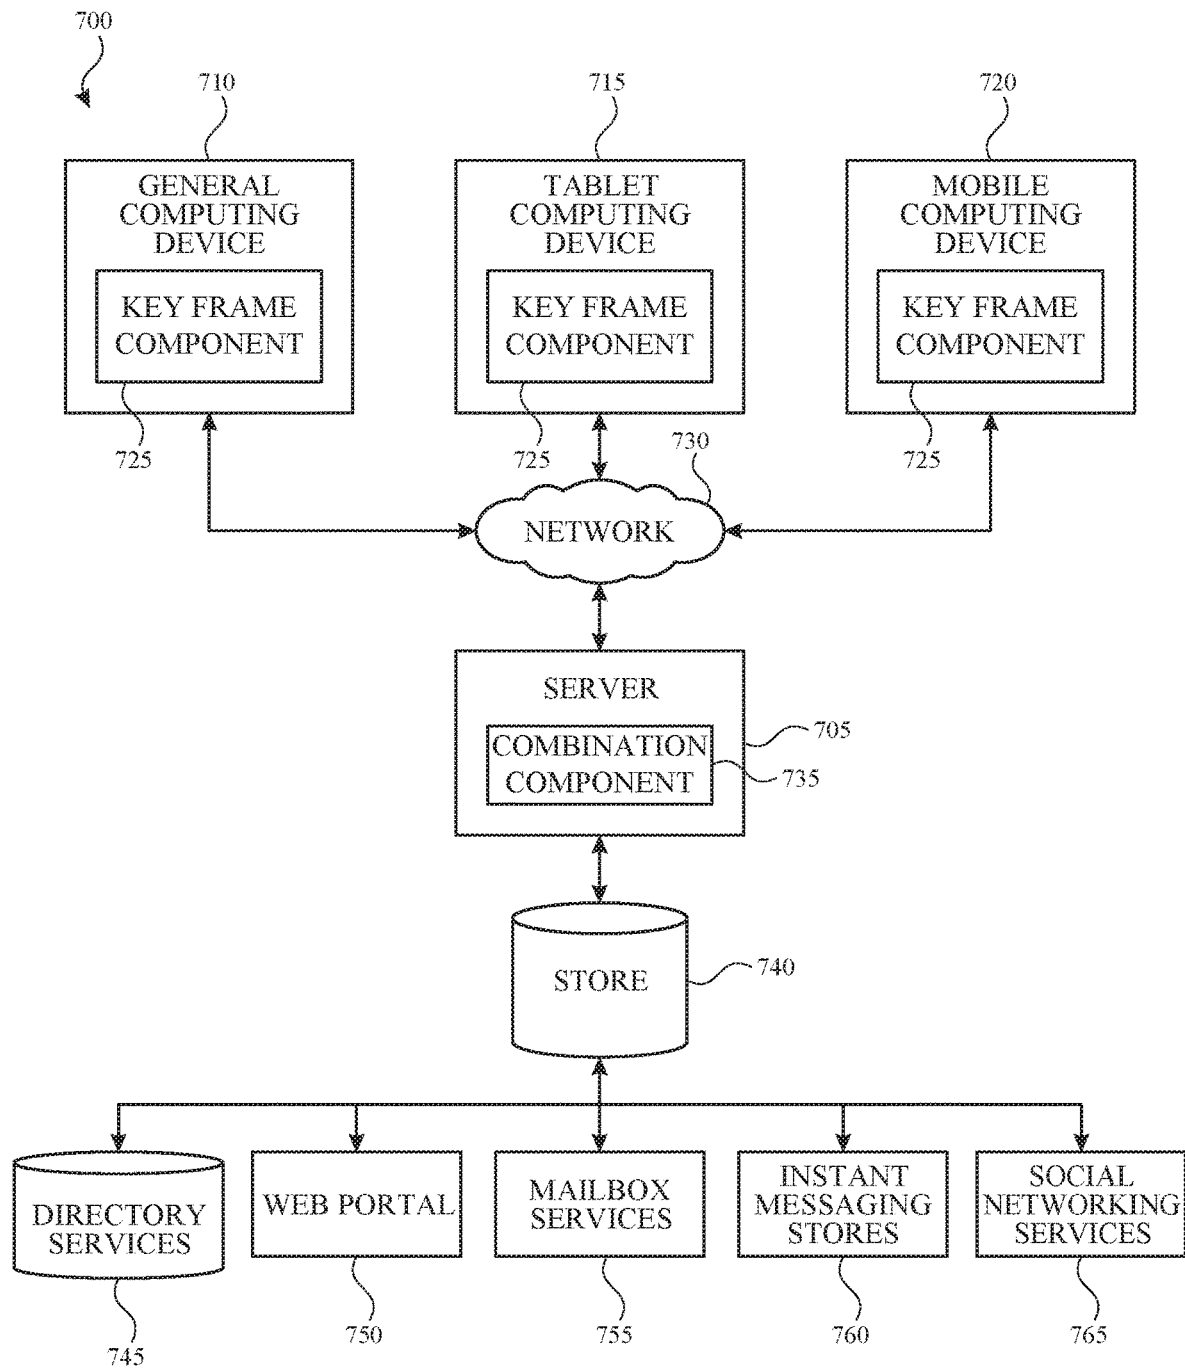 700
710
715
720
GENERAL
COMPUTING
DEVICE
KEY FRAME
COMPONENT
725
TABLET
COMPUTING
DEVICE
KEY FRAME
COMPONENT
725
MOBILE
COMPUTING
DEVICE
KEY FRAME
COMPONENT
725
730
NETWORK
SERVER
COMBINATION
COMPONENT
705
735
STORE
740
DIRECTORY
SERVICES
WEB PORTAL
MAILBOX
SERVICES
INSTANT
MESSAGING
STORES
SOCIAL
NETWORKING
SERVICES
745
750
755
760
765